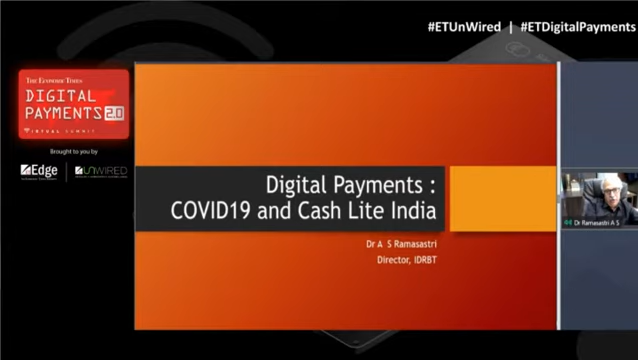 #ETUnWired | #ETDigitalPayments
THE ECONOMIC TIMES
DIGITAL
PAYMENTS 2.0
VIRTUAL SUMMIT
Brought to you by
Edge
UNWIRED
Digital Payments :
COVID19 and Cash Lite India
Dr A S Ramasastri
Director, IDRBT
Dr Ramasastri A S